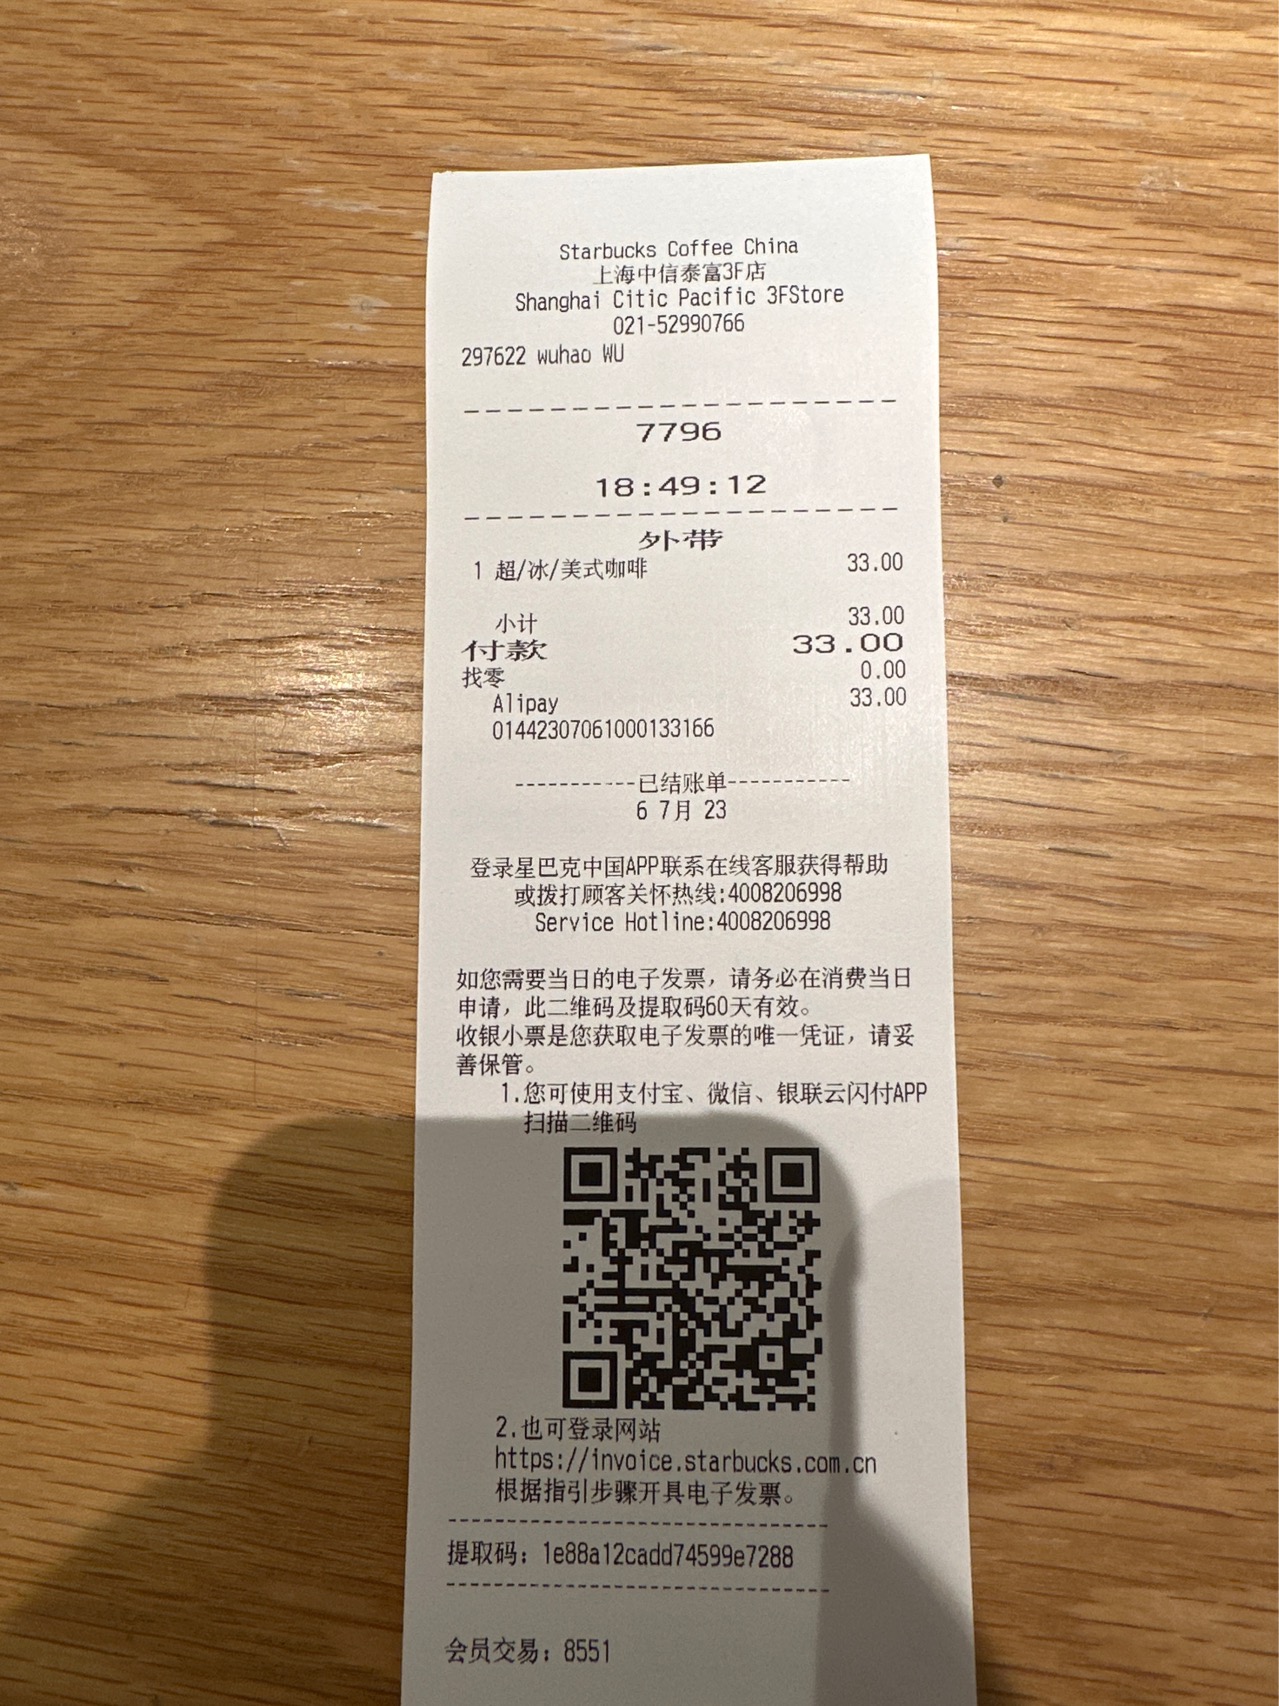 Starbucks Coffee China
上海中信泰富3F店
Shanghai Citic Pacific 3FStore
021-52990766
297622 wuhao WU
7796
18:49:12
外带
1 超/冰/美式咖啡 33.00
小计 33.00
付款 33.00
找零 0.00
Alipay 33.00
01442307061000133166
-----------已结账单-----------
6 7月 23
登录星巴克中国APP联系在线客服获得帮助
或拨打顾客关怀热线:4008206998
Service Hotline:4008206998
如您需要当日的电子发票，请务必在消费当日
申请，此二维码及提取码60天有效。
收银小票是您获取电子发票的唯一凭证，请妥
善保管。
1.您可使用支付宝、微信、银联云闪付APP
扫描二维码
2.也可登录网站
https://invoice.starbucks.com.cn
根据指引步骤开具电子发票。
提取码：1e88a12cadd74599e7288
会员交易：8551